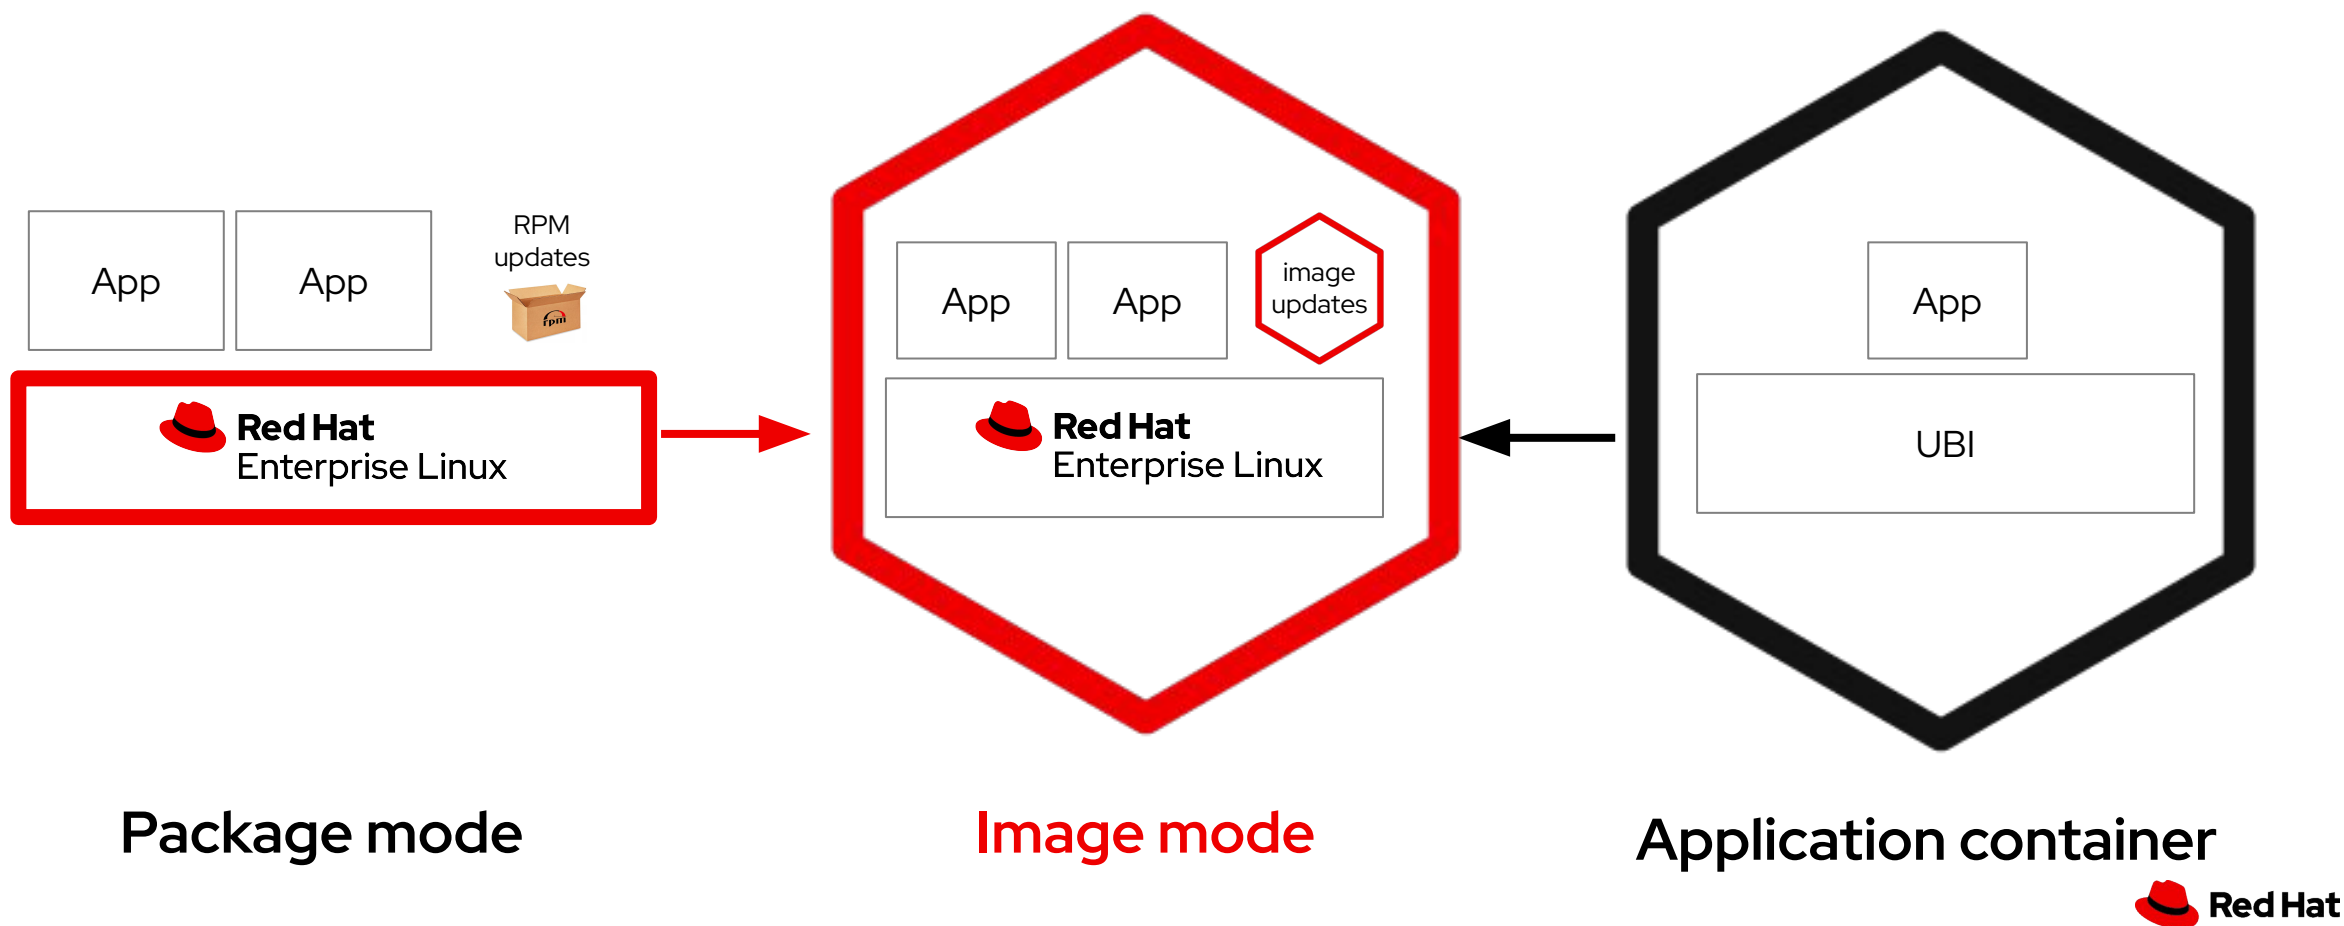 App
App
RPM
updates
rpm
Red Hat
Enterprise Linux
Package mode
App
App
image
updates
Red Hat
Enterprise Linux
Image mode
App
UBI
Application container
Red Hat